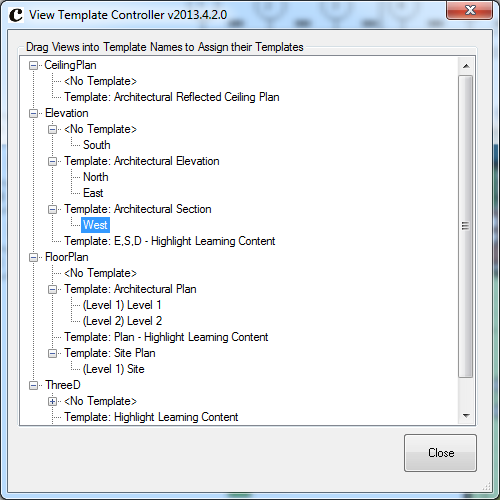 View Template Controller v2013.4.2.0
Drag Views into Template Names to Assign their Templates
CeilingPlan
<No Template>
Template: Architectural Reflected Ceiling Plan
Elevation
<No Template>
South
Template: Architectural Elevation
North
East
Template: Architectural Section
West
Template: E,S,D - Highlight Learning Content
FloorPlan
<No Template>
Template: Architectural Plan
(Level 1) Level 1
(Level 2) Level 2
Template: Plan - Highlight Learning Content
Template: Site Plan
(Level 1) Site
ThreeD
<No Template>
Template: Highlight Learning Content
Close